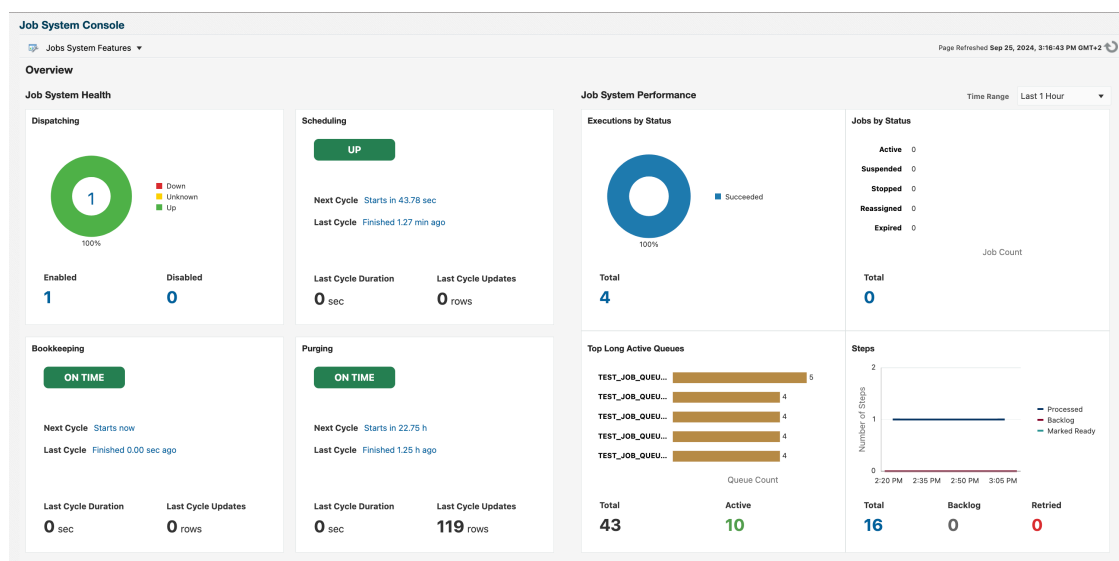 Job System Console
Jobs System Features
Page Refreshed Sep 25, 2024, 3:16:43 PM GMT+2
Overview
Job System Health
Dispatching
1
Down
Unknown
Up
100%
Enabled
Disabled
1
0
Scheduling
UP
Next Cycle Starts in 43.78 sec
Last Cycle Finished 1.27 min ago
Last Cycle Duration
Last Cycle Updates
0 sec
0 rows
Bookkeeping
ON TIME
Next Cycle Starts now
Last Cycle Finished 0.00 sec ago
Last Cycle Duration
Last Cycle Updates
0 sec
0 rows
Purging
ON TIME
Next Cycle Starts in 22.75 h
Last Cycle Finished 1.25 h ago
Last Cycle Duration
Last Cycle Updates
0 sec
119 rows
Job System Performance
Time Range Last 1 Hour
Executions by Status
Succeeded
100%
Total
4
Jobs by Status
Active 0
Suspended 0
Stopped 0
Reassigned 0
Expired 0
Job Count
Total
0
Top Long Active Queues
TEST_JOB_QUEU... 5
TEST_JOB_QUEU... 4
TEST_JOB_QUEU... 4
TEST_JOB_QUEU... 4
TEST_JOB_QUEU... 4
Queue Count
Total
Active
43
10
Steps
Number of Steps
2
1
0
2:20 PM 2:35 PM 2:50 PM 3:05 PM
Processed
Backlog
Marked Ready
Total
Backlog
Retried
16
0
0